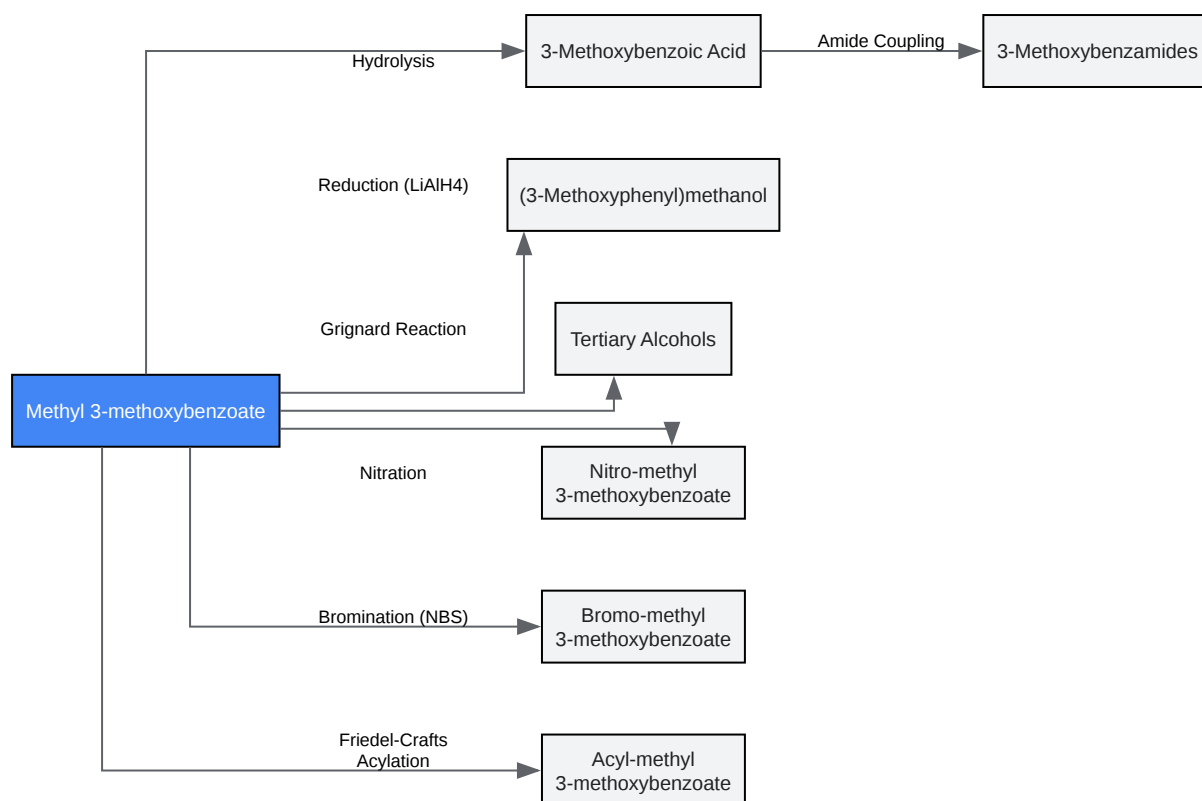 3-Methoxybenzoic Acid
Amide Coupling
3-Methoxybenzamides
Hydrolysis
Reduction (LiAlH4)
(3-Methoxyphenyl)methanol
Grignard Reaction
Tertiary Alcohols
Methyl 3-methoxybenzoate
Nitration
Nitro-methyl
3-methoxybenzoate
Bromination (NBS)
Bromo-methyl
3-methoxybenzoate
Friedel-Crafts
Acylation
Acyl-methyl
3-methoxybenzoate